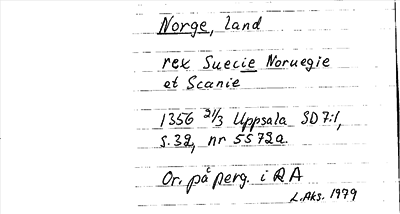 Norge, land
rex Suecie Noruegie
et Scanie
1356 21/3 Uppsala SD 7:1,
s. 32, nr 5572a.
Or. på perg. i RA
L.Aks. 1979